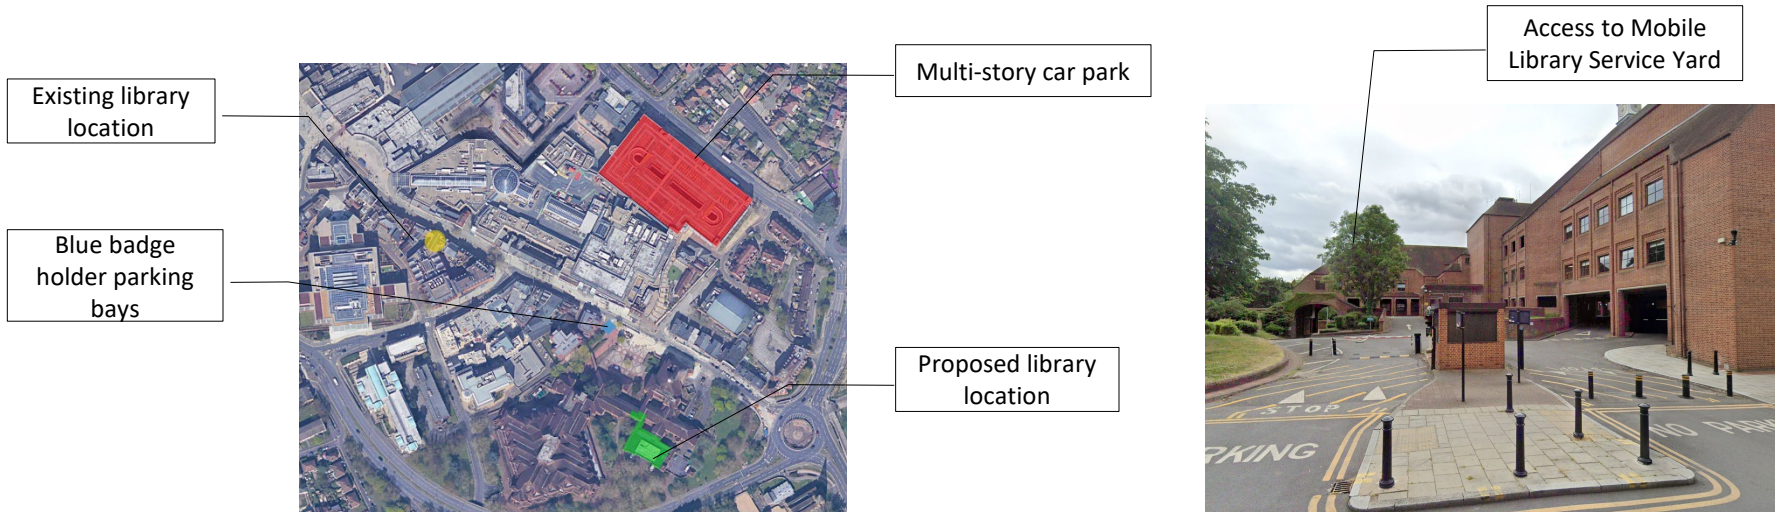 Existing library
location
Blue badge
holder parking
bays
Multi-story car park
Proposed library
location
Access to Mobile
Library Service Yard
STOP
RKING
NO PARK